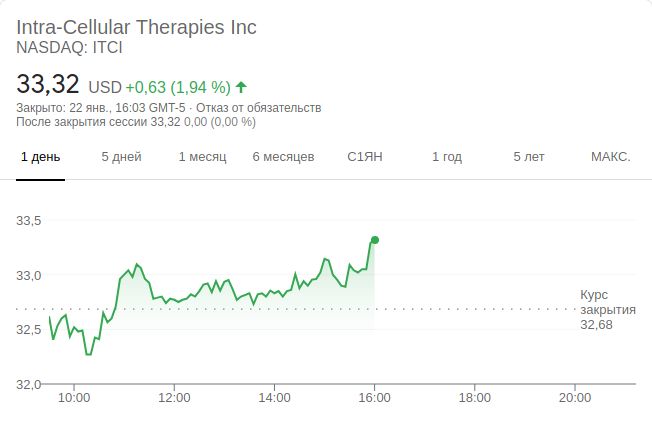 Intra-Cellular Therapies Inc
NASDAQ: ITCI
33,32 USD +0,63 (1,94 %)
Закрыто: 22 янв., 16:03 GMT-5 · Отказ от обязательств
После закрытия сессии 33,32 0,00 (0,00 %)
1 день 5 дней 1 месяц 6 месяцев С1ЯН 1 год 5 лет МАКС.
33,5
33,0
Курс
закрытия
32,68
32,5
32,0
10:00 12:00 14:00 16:00 18:00 20:00